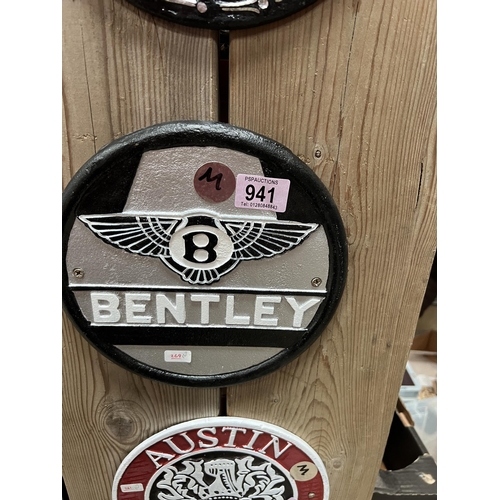 M
PSPAUCTIONS
941
B
BENTLEY
AUSTIN
M